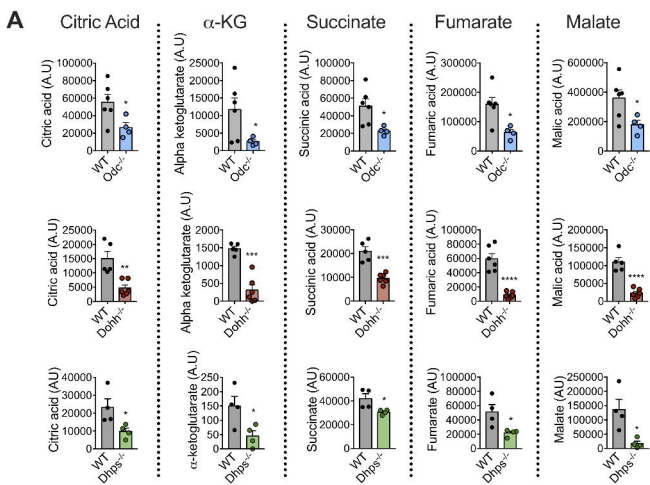 A
Citric Acid α-KG Succinate Fumarate Malate
Citric acid (A.U)
100000
80000
60000
40000
20000
0
*
WT
Odc-/-
Alpha ketoglutarate (A.U)
25000
20000
15000
10000
5000
0
*
WT
Odc-/-
Succinic acid (A.U)
100000
80000
60000
40000
20000
0
*
WT
Odc-/-
Fumaric acid (A.U)
300000
200000
100000
0
*
WT
Odc-/-
Malic acid (A.U)
600000
400000
200000
0
*
WT
Odc-/-
Citric acid (A.U)
25000
20000
15000
10000
5000
0
**
WT
Dohh-/-
Alpha ketoglutarate (A.U)
2000
1500
1000
500
0
***
WT
Dohh-/-
Succinic acid (A.U)
30000
20000
10000
0
***
WT
Dohh-/-
Fumaric acid (A.U)
100000
80000
60000
40000
20000
0
****
WT
Dohh-/-
Malic acid (A.U)
200000
150000
100000
50000
0
****
WT
Dohh-/-
Citric acid (AU)
40000
30000
20000
10000
0
*
WT
Dhps-/-
α-ketoglutarate (A.U)
250
200
150
100
50
0
*
WT
Dhps-/-
Succinate (AU)
60000
40000
20000
0
*
WT
Dhps-/-
Fumarate (AU)
100000
80000
60000
40000
20000
0
*
WT
Dhps-/-
Malate (AU)
250000
200000
150000
100000
50000
0
*
WT
Dhps-/-